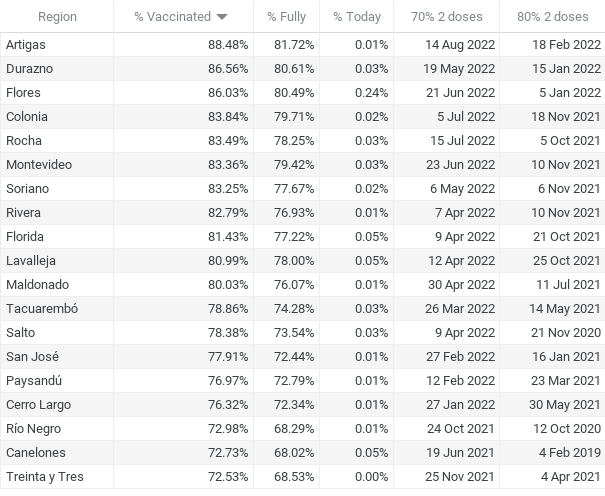 Region % Vaccinated % Fully % Today 70% 2 doses 80% 2 doses
Artigas 88.48% 81.72% 0.01% 14 Aug 2022 18 Feb 2022
Durazno 86.56% 80.61% 0.03% 19 May 2022 15 Jan 2022
Flores 86.03% 80.49% 0.24% 21 Jun 2022 5 Jan 2022
Colonia 83.84% 79.71% 0.02% 5 Jul 2022 18 Nov 2021
Rocha 83.49% 78.25% 0.03% 15 Jul 2022 5 Oct 2021
Montevideo 83.36% 79.42% 0.03% 23 Jun 2022 10 Nov 2021
Soriano 83.25% 77.67% 0.02% 6 May 2022 6 Nov 2021
Rivera 82.79% 76.93% 0.01% 7 Apr 2022 10 Nov 2021
Florida 81.43% 77.22% 0.05% 9 Apr 2022 21 Oct 2021
Lavalleja 80.99% 78.00% 0.05% 12 Apr 2022 25 Oct 2021
Maldonado 80.03% 76.07% 0.01% 30 Apr 2022 11 Jul 2021
Tacuarembó 78.86% 74.28% 0.03% 26 Mar 2022 14 May 2021
Salto 78.38% 73.54% 0.03% 9 Apr 2022 21 Nov 2020
San José 77.91% 72.44% 0.01% 27 Feb 2022 16 Jan 2021
Paysandú 76.97% 72.79% 0.01% 12 Feb 2022 23 Mar 2021
Cerro Largo 76.32% 72.34% 0.01% 27 Jan 2022 30 May 2021
Río Negro 72.98% 68.29% 0.01% 24 Oct 2021 12 Oct 2020
Canelones 72.73% 68.02% 0.05% 19 Jun 2021 4 Feb 2019
Treinta y Tres 72.53% 68.53% 0.00% 25 Nov 2021 4 Apr 2021